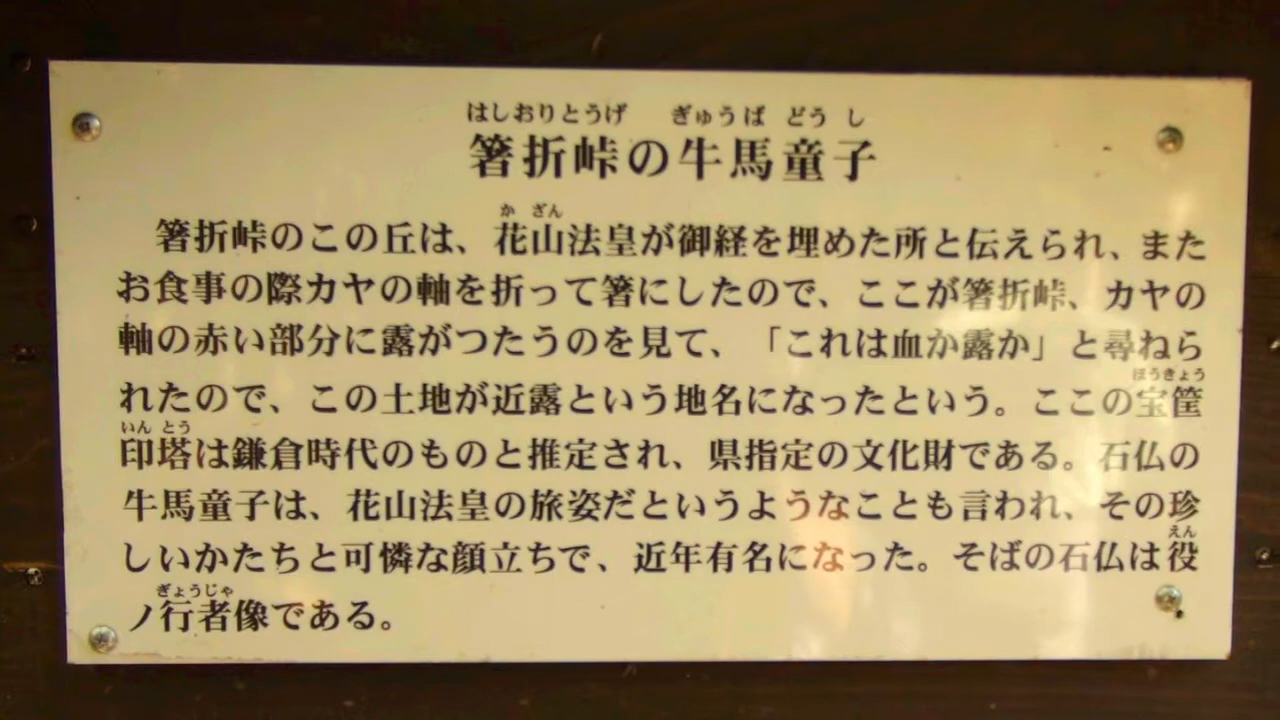 はしおりとうげ ぎゅうば どうし
箸折峠の牛馬童子
か ざん
箸折峠のこの丘は、花山法皇が御経を埋めた所と伝えられ、また
お食事の際カヤの軸を折って箸にしたので、ここが箸折峠、カヤの
軸の赤い部分に露がつたうのを見て、「これは血か露か」と尋ねら
ほうきょう
れたので、この土地が近露という地名になったという。ここの宝筐
いん とう
印塔は鎌倉時代のものと推定され、県指定の文化財である。石仏の
牛馬童子は、花山法皇の旅姿だというようなことも言われ、その珍
えん
しいかたちと可憐な顔立ちで、近年有名になった。そばの石仏は役
ぎょうじゃ
ノ行者像である。